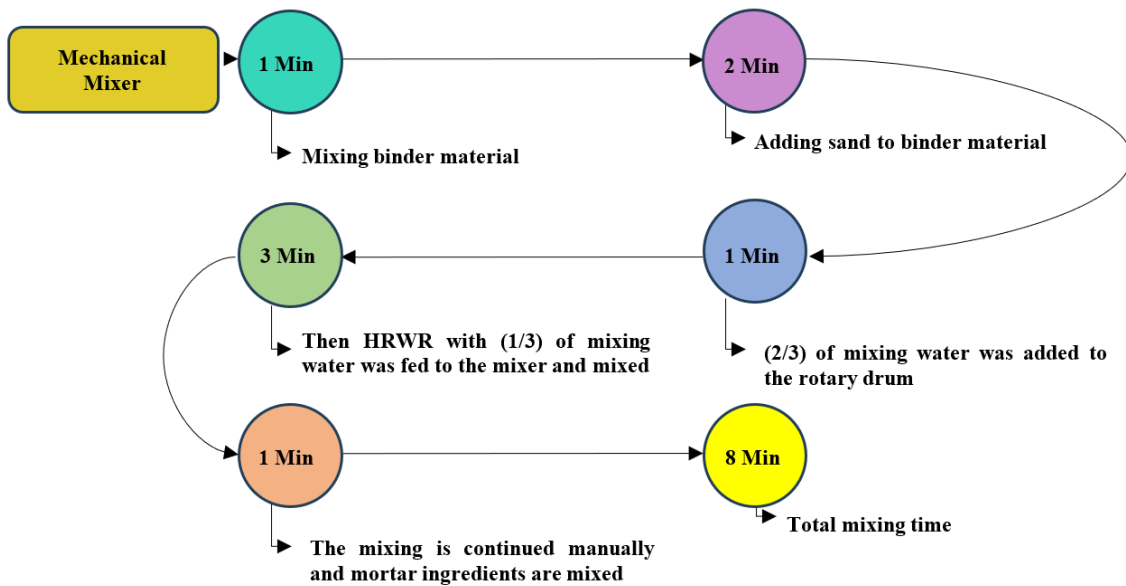 Mechanical
Mixer
1 Min
2 Min
Mixing binder material
Adding sand to binder material
3 Min
1 Min
Then HRWR with (1/3) of mixing
water was fed to the mixer and mixed
(2/3) of mixing water was added to
the rotary drum
1 Min
8 Min
Total mixing time
The mixing is continued manually
and mortar ingredients are mixed